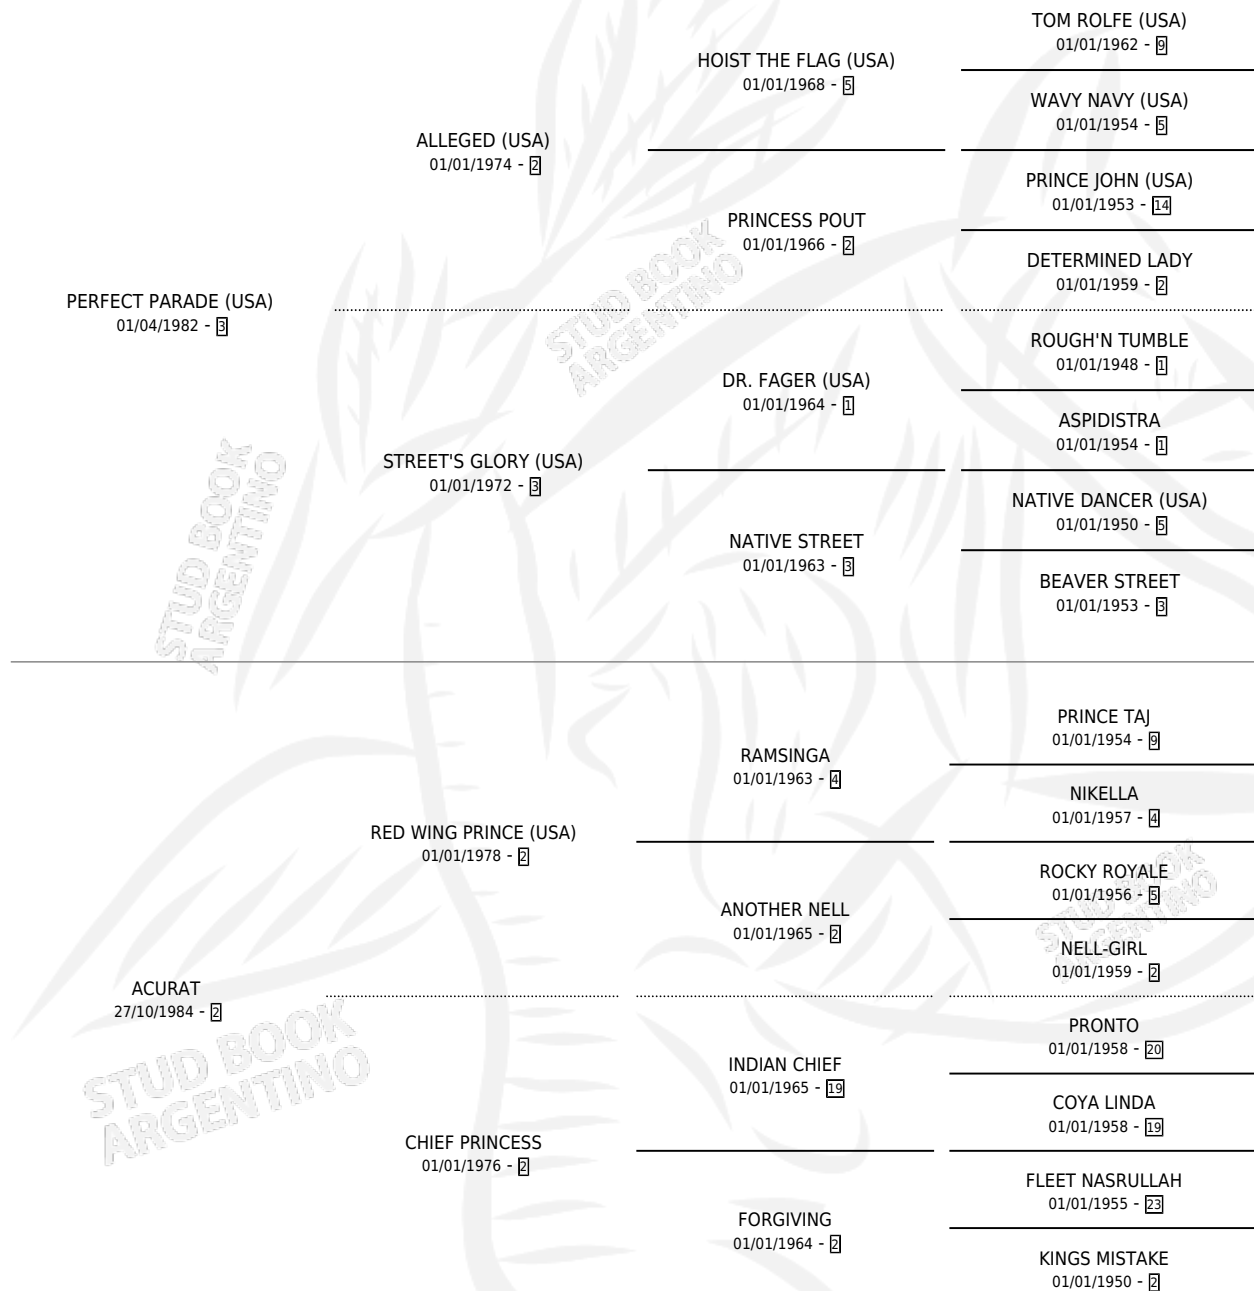 TOM ROLFE (USA)
01/01/1962 - 9
HOIST THE FLAG (USA)
01/01/1968 - 5
WAVY NAVY (USA)
01/01/1954 - 5
ALLEGED (USA)
01/01/1974 - 2
PRINCE JOHN (USA)
01/01/1953 - 14
PRINCESS POUT
01/01/1966 - 2
DETERMINED LADY
01/01/1959 - 2
PERFECT PARADE (USA)
01/04/1982 - 3
ROUGH'N TUMBLE
01/01/1948 - 1
DR. FAGER (USA)
01/01/1964 - 1
ASPIDISTRA
01/01/1954 - 1
STREET'S GLORY (USA)
01/01/1972 - 3
NATIVE DANCER (USA)
01/01/1950 - 5
NATIVE STREET
01/01/1963 - 3
BEAVER STREET
01/01/1953 - 3
PRINCE TAJ
01/01/1954 - 9
RAMSINGA
01/01/1963 - 4
NIKELLA
01/01/1957 - 4
RED WING PRINCE (USA)
01/01/1978 - 2
ROCKY ROYALE
01/01/1956 - 5
ANOTHER NELL
01/01/1965 - 2
NELL-GIRL
01/01/1959 - 2
ACURAT
27/10/1984 - 2
PRONTO
01/01/1958 - 20
INDIAN CHIEF
01/01/1965 - 19
COYA LINDA
01/01/1958 - 19
CHIEF PRINCESS
01/01/1976 - 2
FLEET NASRULLAH
01/01/1955 - 23
FORGIVING
01/01/1964 - 2
KINGS MISTAKE
01/01/1950 - 2
STUD BOOK
ARGENTINO
STUD BOOK
ARGENTINO
STUD BOOK
ARGENTINO
STUD BOOK
ARGENTINO